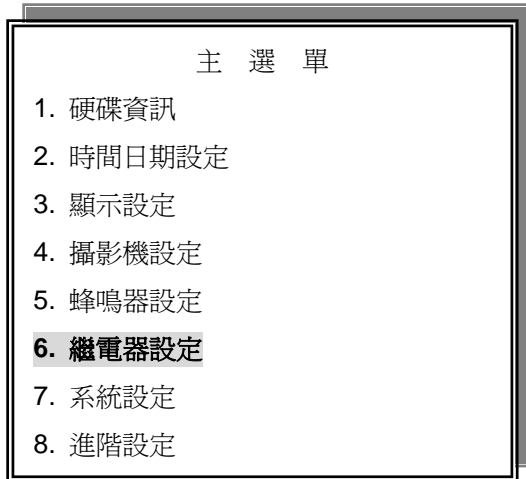 主 選 單
1. 硬碟資訊
2. 時間日期設定
3. 顯示設定
4. 攝影機設定
5. 蜂鳴器設定
6. 繼電器設定
7. 系統設定
8. 進階設定